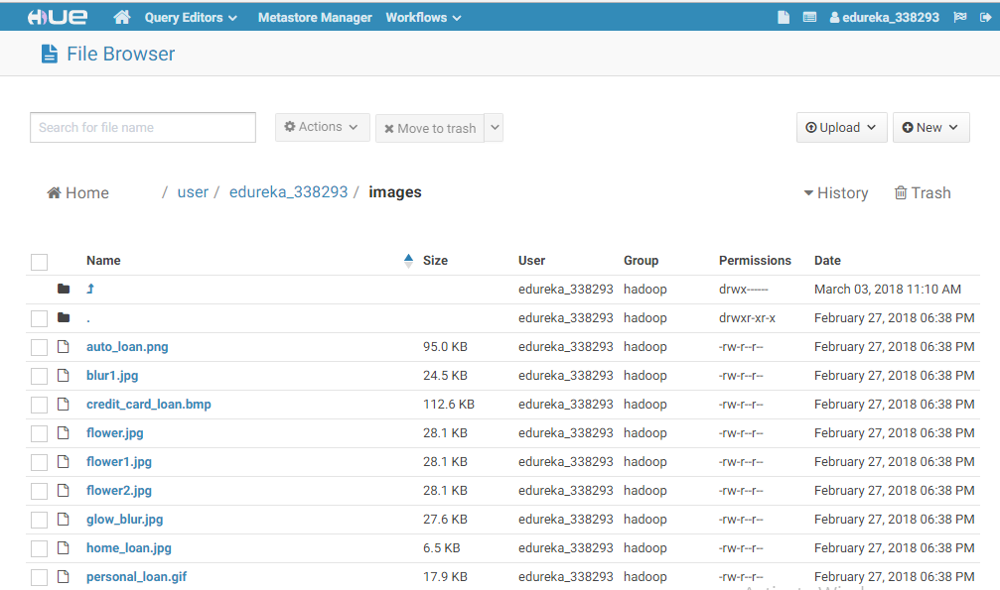 HUE Query Editors Metastore Manager Workflows edureka_338293
File Browser
Search for file name Actions Move to trash Upload New
Home / user / edureka_338293 / images History Trash
Name Size User Group Permissions Date
edureka_338293 hadoop drwx------ March 03, 2018 11:10 AM
. edureka_338293 hadoop drwxr-xr-x February 27, 2018 06:38 PM
auto_loan.png 95.0 KB edureka_338293 hadoop -rw-r--r-- February 27, 2018 06:38 PM
blur1.jpg 24.5 KB edureka_338293 hadoop -rw-r--r-- February 27, 2018 06:38 PM
credit_card_loan.bmp 112.6 KB edureka_338293 hadoop -rw-r--r-- February 27, 2018 06:38 PM
flower.jpg 28.1 KB edureka_338293 hadoop -rw-r--r-- February 27, 2018 06:38 PM
flower1.jpg 28.1 KB edureka_338293 hadoop -rw-r--r-- February 27, 2018 06:38 PM
flower2.jpg 28.1 KB edureka_338293 hadoop -rw-r--r-- February 27, 2018 06:38 PM
glow_blur.jpg 27.6 KB edureka_338293 hadoop -rw-r--r-- February 27, 2018 06:38 PM
home_loan.jpg 6.5 KB edureka_338293 hadoop -rw-r--r-- February 27, 2018 06:38 PM
personal_loan.gif 17.9 KB edureka_338293 hadoop -rw-r--r-- February 27, 2018 06:38 PM